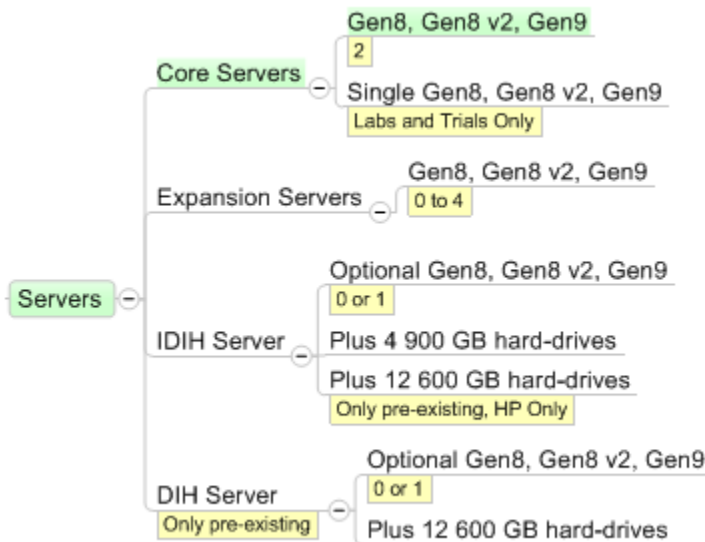 Servers
Core Servers
Gen8, Gen8 v2, Gen9
2
Single Gen8, Gen8 v2, Gen9
Labs and Trials Only
Expansion Servers
Gen8, Gen8 v2, Gen9
0 to 4
IDIH Server
Optional Gen8, Gen8 v2, Gen9
0 or 1
Plus 4 900 GB hard-drives
Plus 12 600 GB hard-drives
Only pre-existing, HP Only
DIH Server
Only pre-existing
Optional Gen8, Gen8 v2, Gen9
0 or 1
Plus 12 600 GB hard-drives